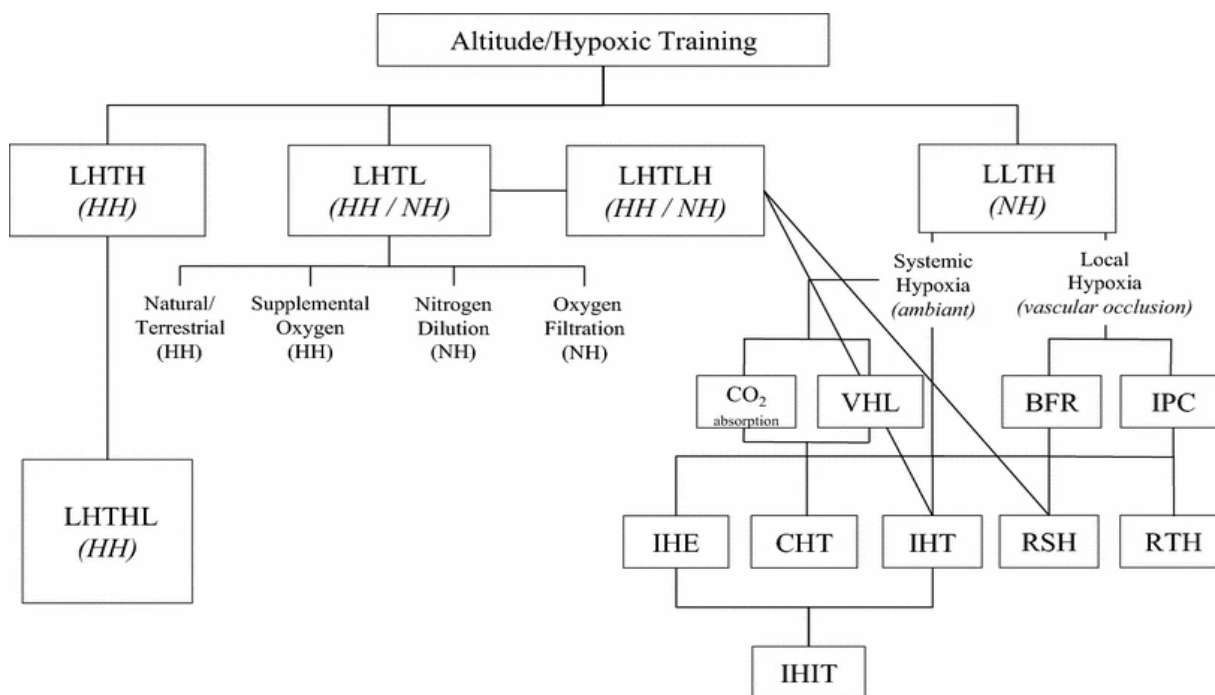 Altitude/Hypoxic Training
LHTH
(HH)
LHTL
(HH / NH)
LHTLH
(HH / NH)
LLTH
(NH)
Natural/
Terrestrial
(HH)
Supplemental
Oxygen
(HH)
Nitrogen
Dilution
(NH)
Oxygen
Filtration
(NH)
Systemic
Hypoxia
(ambiant)
Local
Hypoxia
(vascular occlusion)
CO₂
absorption
VHL
BFR
IPC
LHTHL
(HH)
IHE
CHT
IHT
RSH
RTH
IHIT